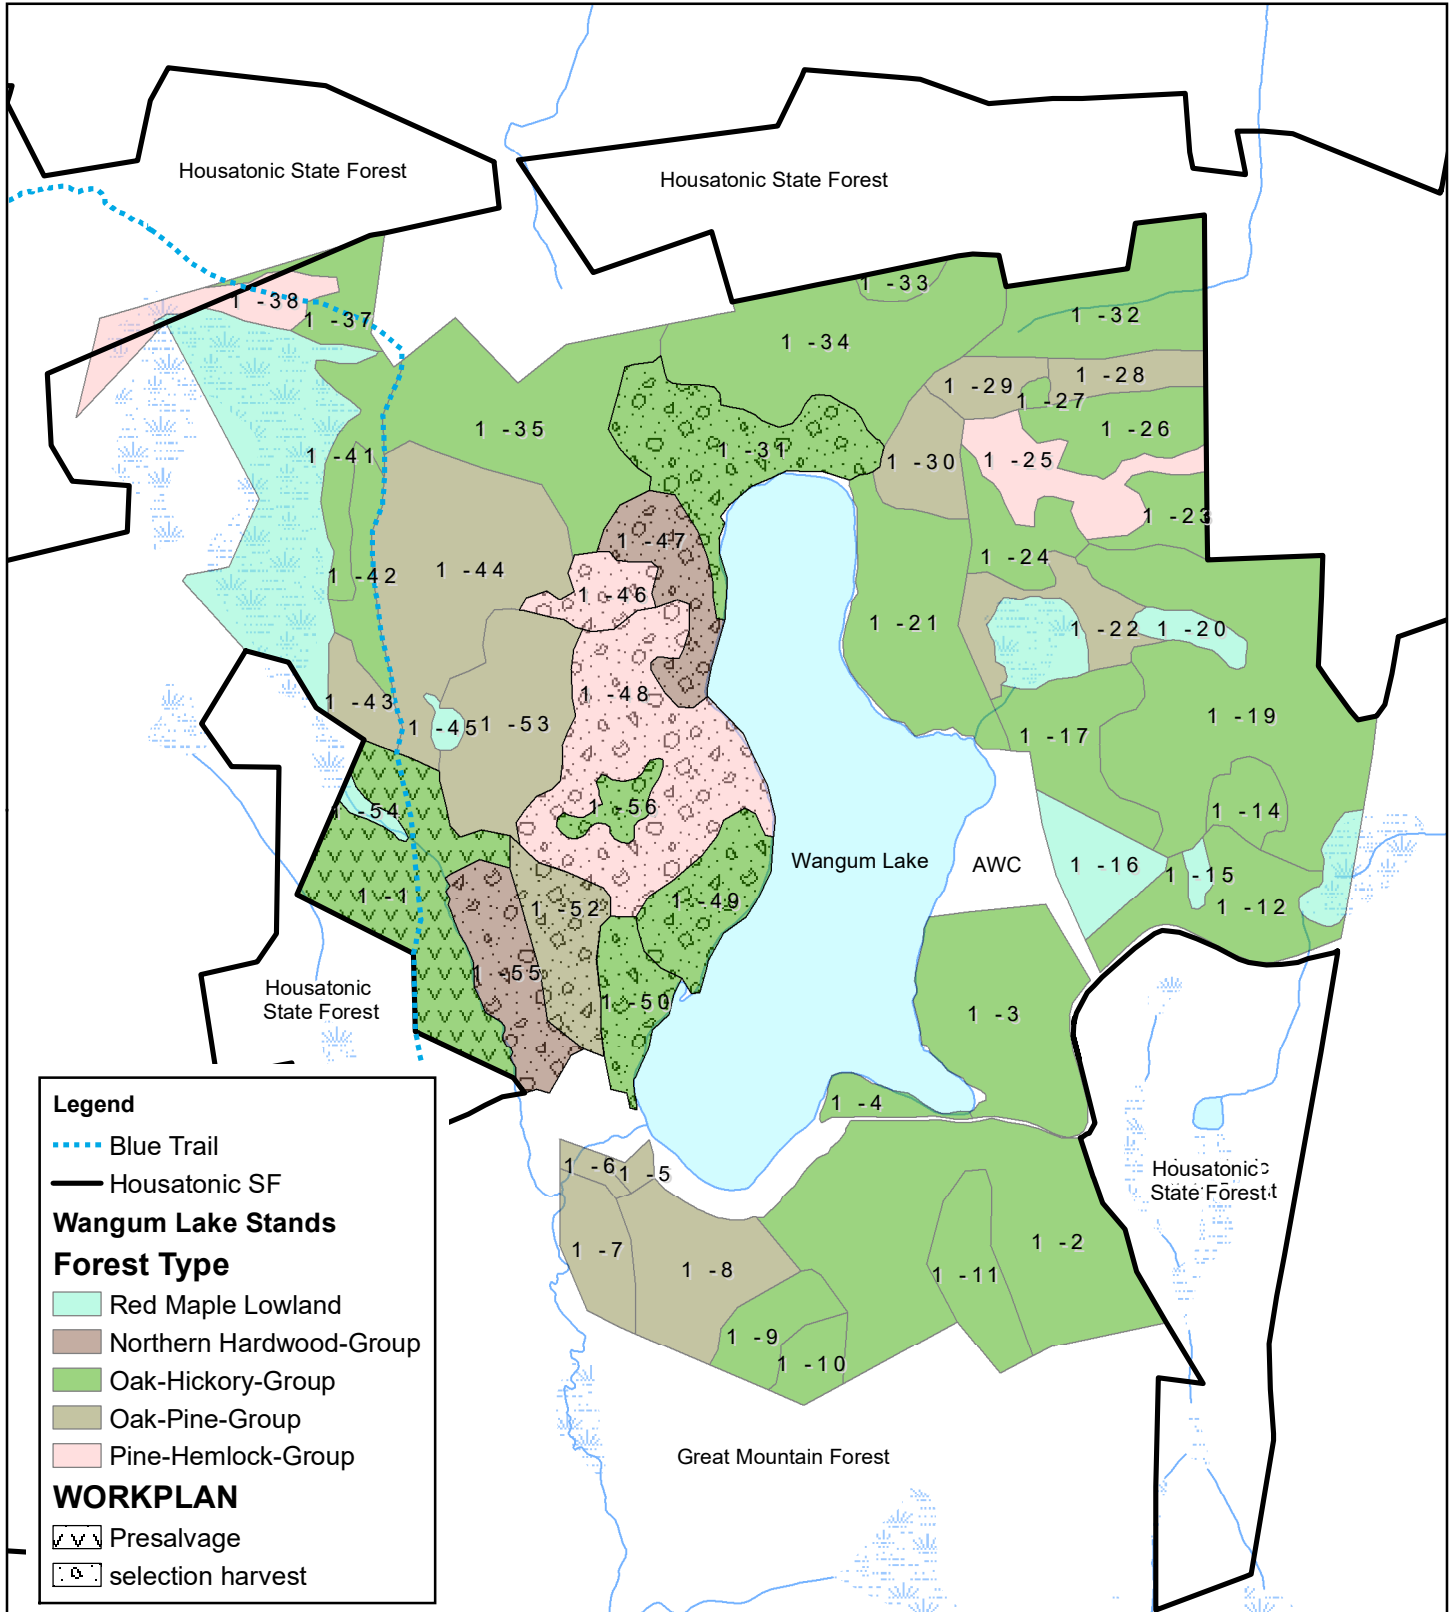 Housatonic State Forest
Housatonic State Forest
1 -33
1 -38
1 -37
1 -32
1 -34
1 -29
1 -28
1 -27
1 -35
1 -26
1 -41
1 -31
1 -30
1 -25
1 -23
1 -47
1 -24
1 -42
1 -44
1 -46
1 -21
1 -22
1 -20
1 -48
1 -43
1 -45
1 -53
1 -19
1 -17
1 -54
1 -56
1 -14
Wangum Lake
AWC
1 -16
1 -15
1 -1
1 -52
1 -49
1 -12
1 -55
Housatonic
State Forest
1 -50
1 -3
1 -4
1 -6
1 -5
Housatonic
State Forest
1 -7
1 -8
1 -2
1 -11
1 -9
1 -10
Great Mountain Forest
Legend
Blue Trail
Housatonic SF
Wangum Lake Stands
Forest Type
Red Maple Lowland
Northern Hardwood-Group
Oak-Hickory-Group
Oak-Pine-Group
Pine-Hemlock-Group
WORKPLAN
Presalvage
selection harvest